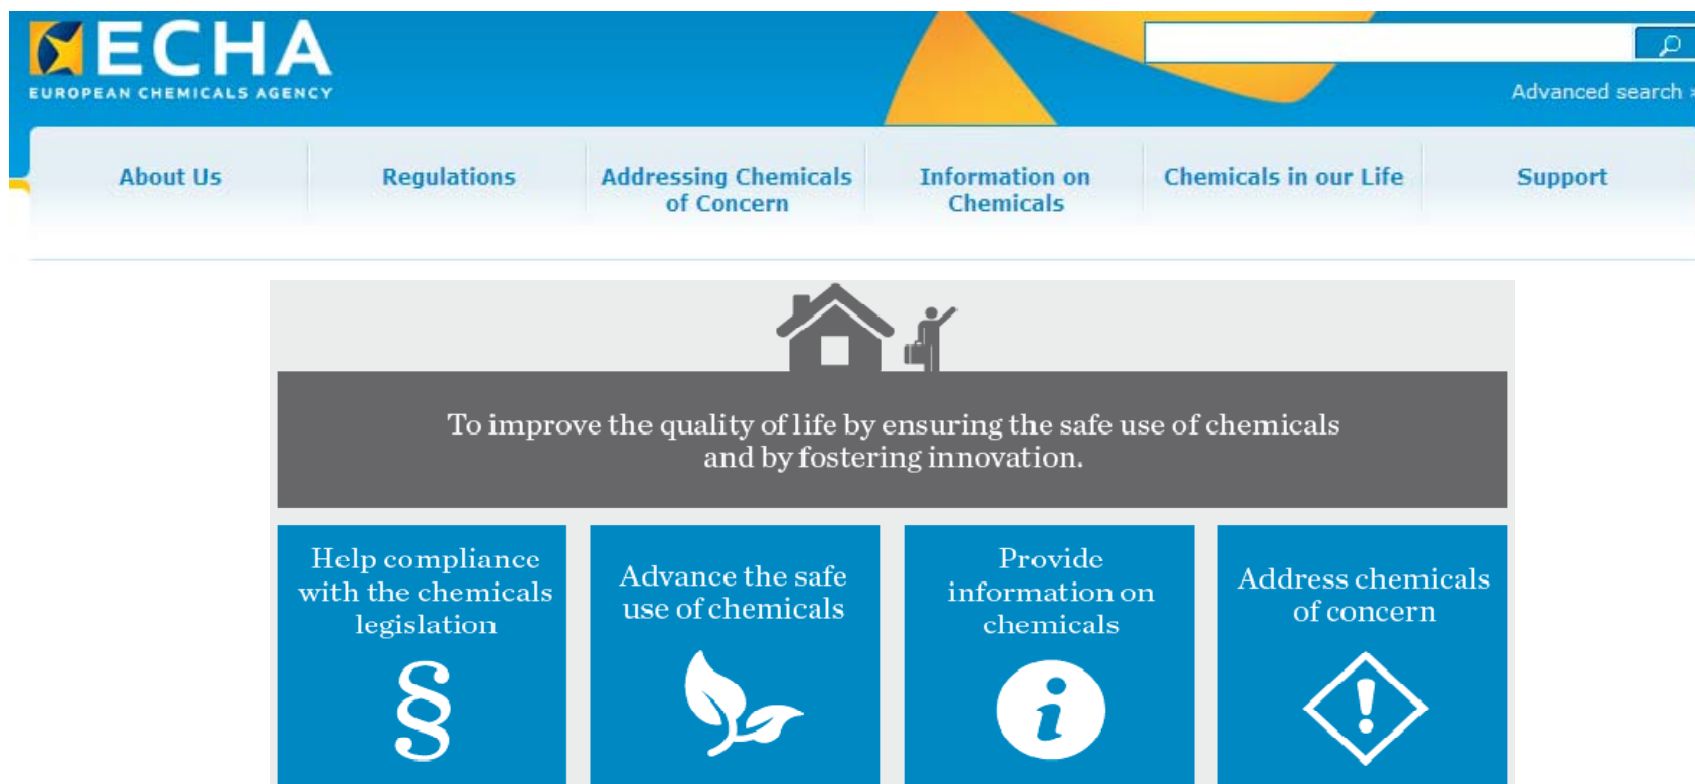 ECHA
EUROPEAN CHEMICALS AGENCY
Advanced search »
About Us
Regulations
Addressing Chemicals
of Concern
Information on
Chemicals
Chemicals in our Life
Support
To improve the quality of life by ensuring the safe use of chemicals
and by fostering innovation.
Help compliance
with the chemicals
legislation
§
Advance the safe
use of chemicals
Provide
information on
chemicals
i
Address chemicals
of concern
!